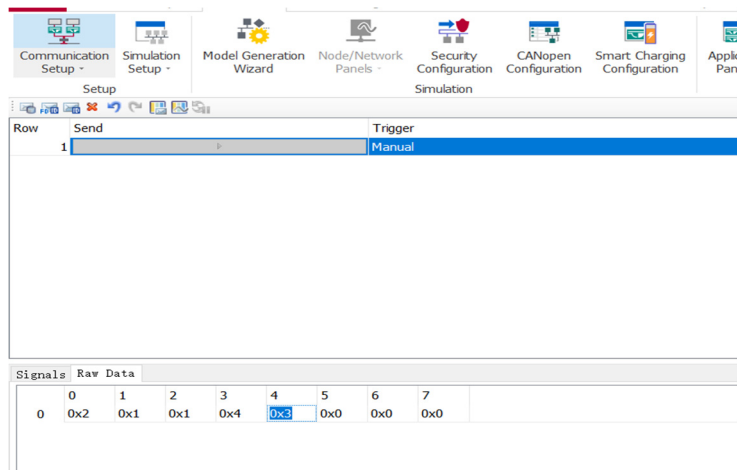 Communication Setup Simulation Setup Model Generation Wizard Node/Network Panels Security Configuration CANopen Configuration Smart Charging Configuration
Setup Simulation
Row Send Trigger
1 Manual
Signals Raw Data
0 1 2 3 4 5 6 7
0 0x2 0x1 0x1 0x4 0x3 0x0 0x0 0x0